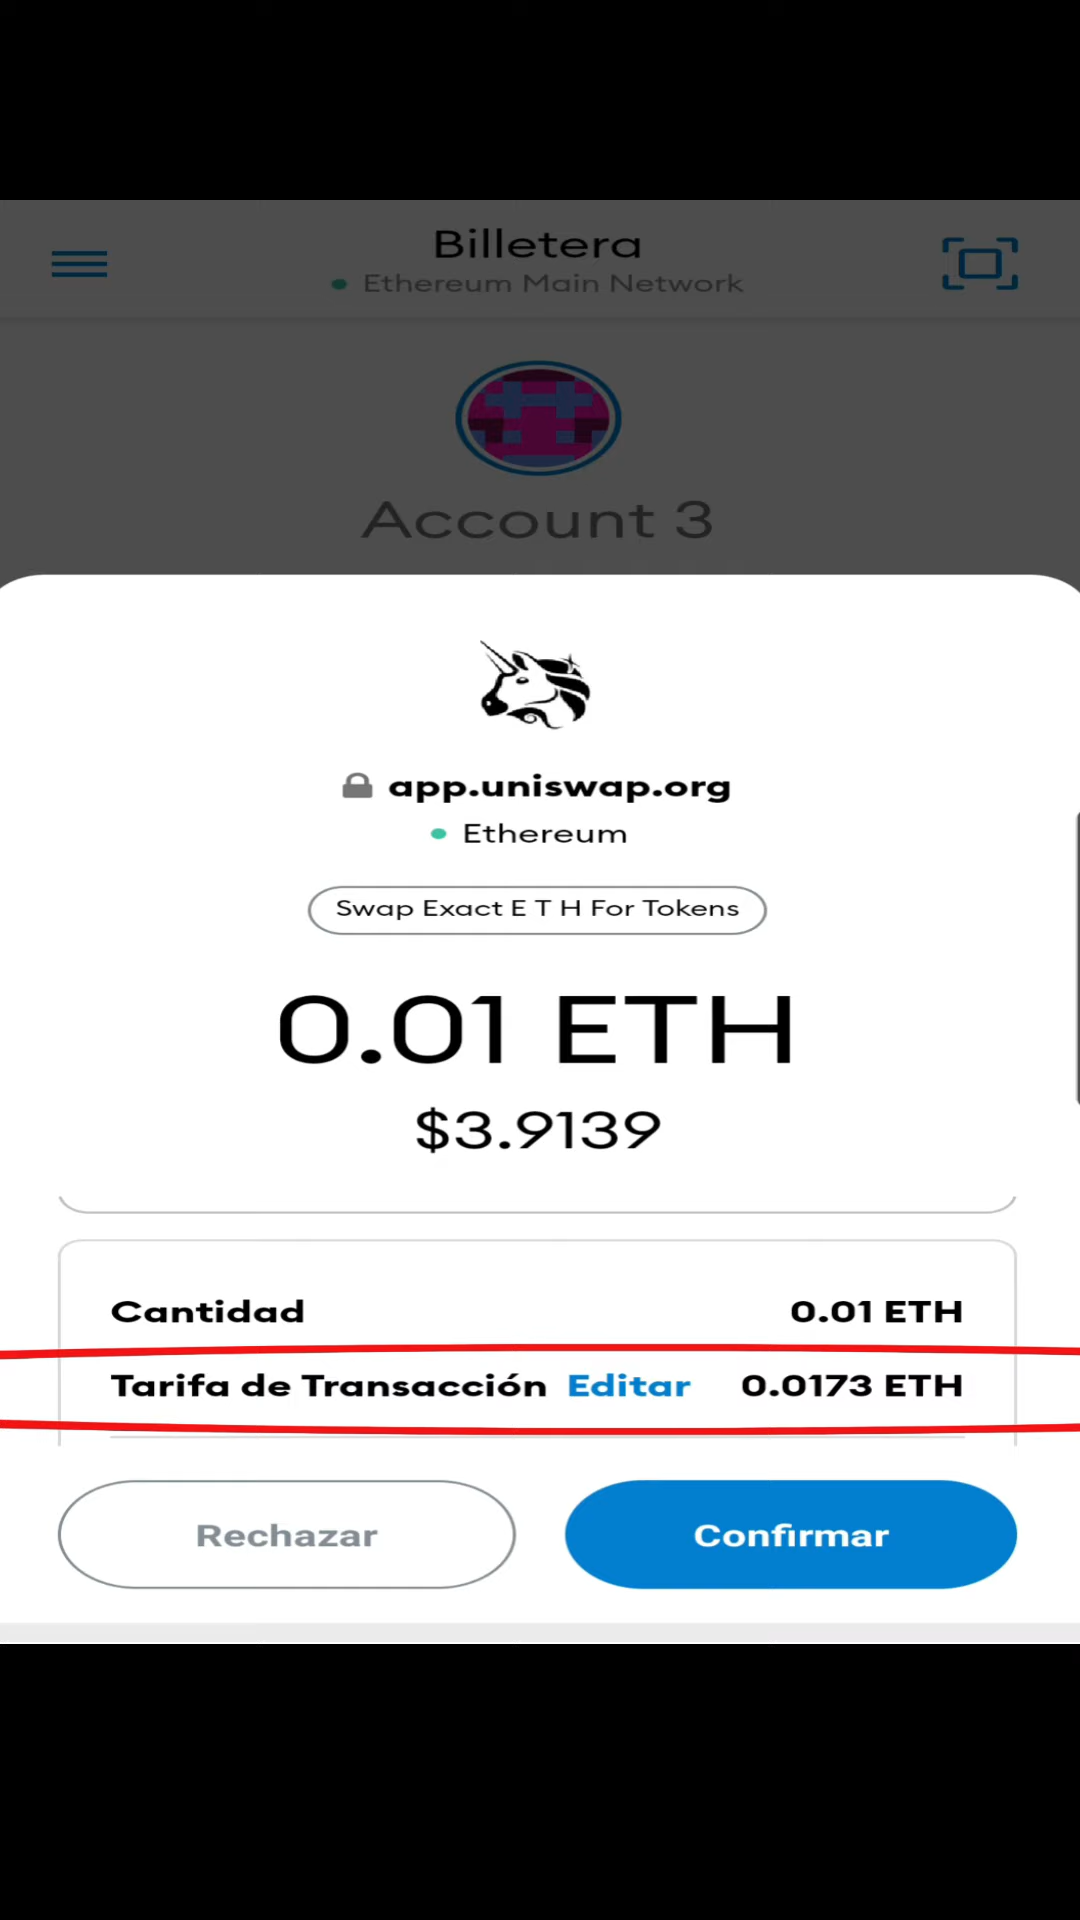 Billetera
Ethereum Main Network
Account 3
app.uniswap.org
Ethereum
Swap Exact E T H For Tokens
0.01 ETH
$3.9139
Cantidad 0.01 ETH
Tarifa de Transacción Editar 0.0173 ETH
Rechazar Confirmar